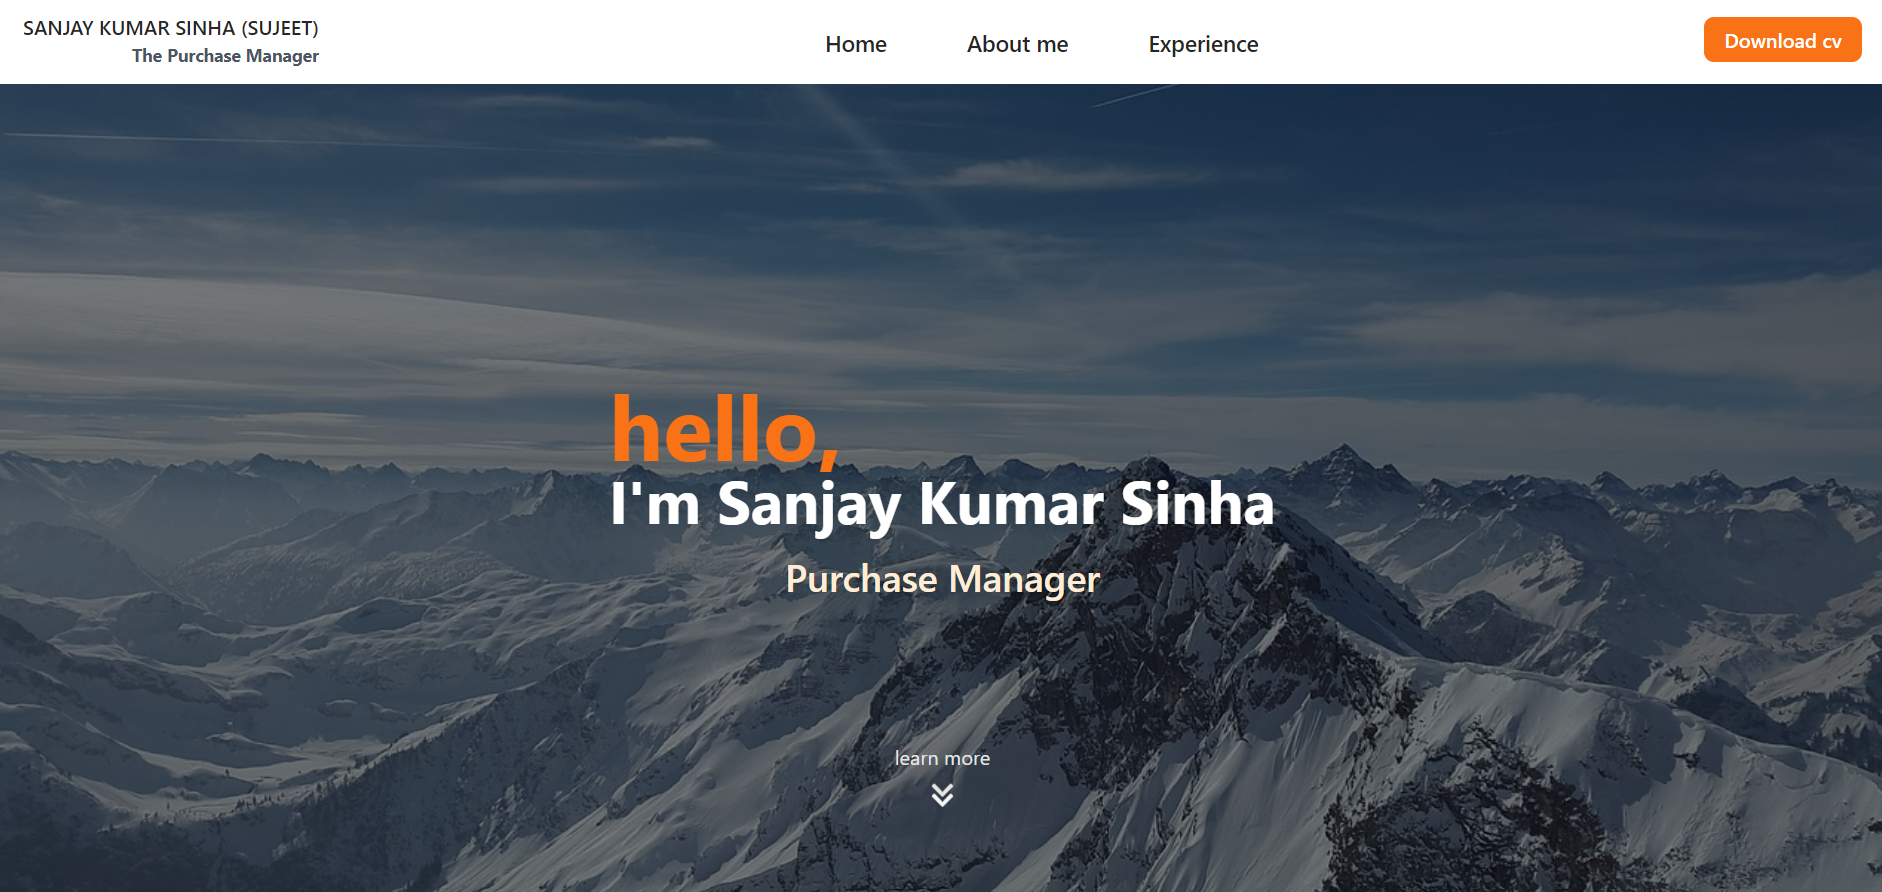 SANJAY KUMAR SINHA (SUJEET)
The Purchase Manager
Home
About me
Experience
Download cv
hello,
I'm Sanjay Kumar Sinha
Purchase Manager
learn more